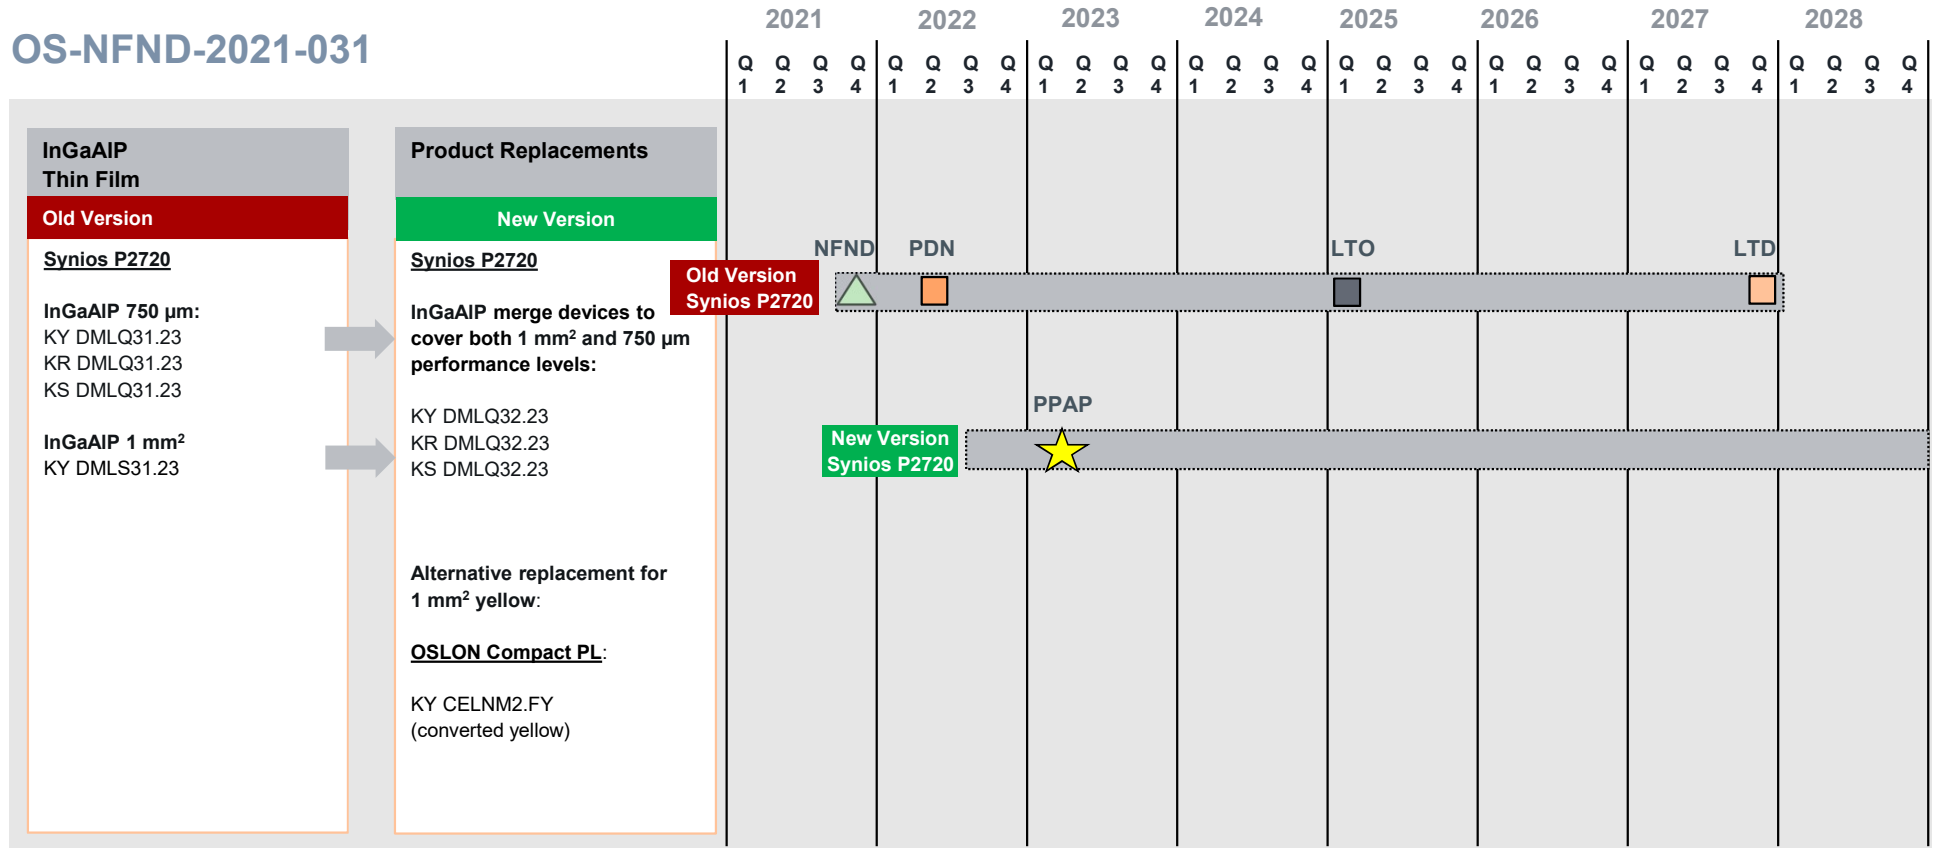 OS-NFND-2021-031
2021 2022 2023 2024 2025 2026 2027 2028
Q Q Q Q Q Q Q Q Q Q Q Q Q Q Q Q Q Q Q Q Q Q Q Q Q Q Q Q Q Q Q Q
1 2 3 4 1 2 3 4 1 2 3 4 1 2 3 4 1 2 3 4 1 2 3 4 1 2 3 4 1 2 3 4
InGaAlP
Thin Film
Old Version
Synios P2720
InGaAlP 750 µm:
KY DMLQ31.23
KR DMLQ31.23
KS DMLQ31.23
InGaAlP 1 mm²
KY DMLS31.23
Product Replacements
New Version
Synios P2720
InGaAlP merge devices to
cover both 1 mm² and 750 µm
performance levels:
KY DMLQ32.23
KR DMLQ32.23
KS DMLQ32.23
Alternative replacement for
1 mm² yellow:
OSLON Compact PL:
KY CELNM2.FY
(converted yellow)
NFND PDN LTO LTD
Old Version
Synios P2720
PPAP
New Version
Synios P2720